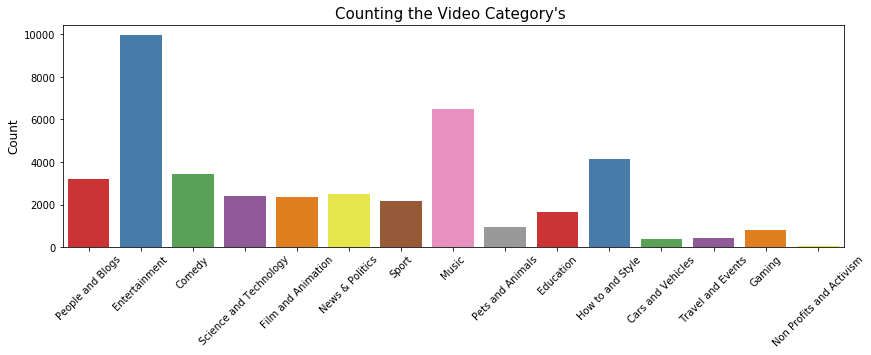 Counting the Video Category's
Count
10000
8000
6000
4000
2000
0
People and Blogs
Entertainment
Comedy
Science and Technology
Film and Animation
News & Politics
Sport
Music
Pets and Animals
Education
How to and Style
Cars and Vehicles
Travel and Events
Gaming
Non Profits and Activism